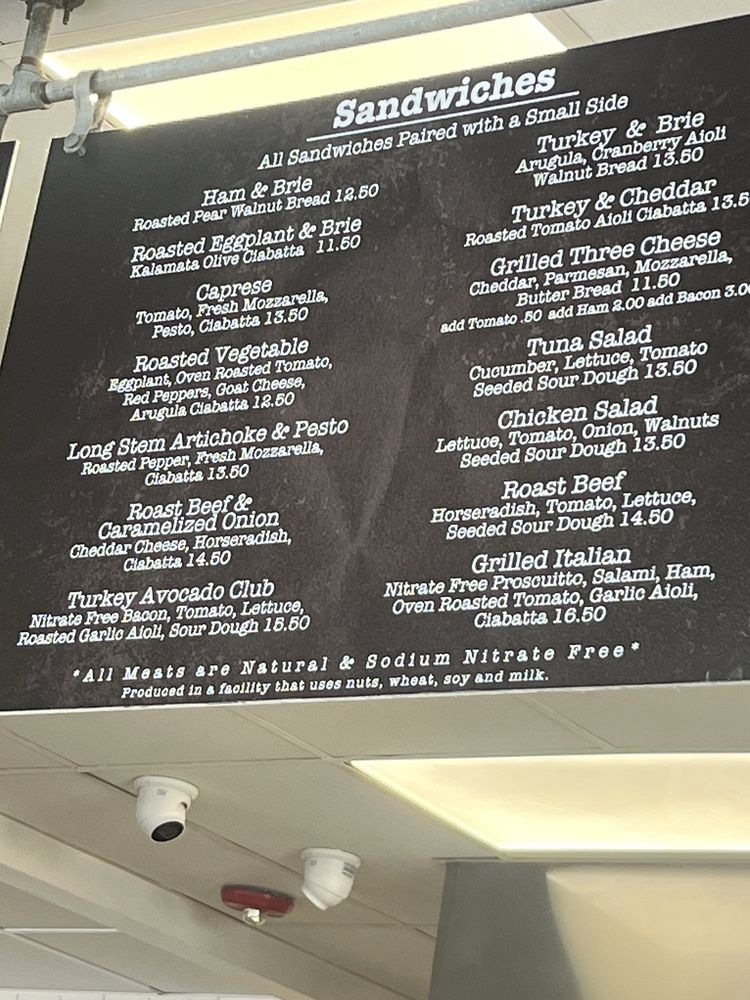 Sandwiches
All Sandwiches Paired with a Small Side
Ham & Brie
Roasted Pear Walnut Bread 12.50
Roasted Eggplant & Brie
Kalamata Olive Ciabatta 11.50
Caprese
Tomato, Fresh Mozzarella,
Pesto, Ciabatta 13.50
Roasted Vegetable
Eggplant, Oven Roasted Tomato,
Red Peppers, Goat Cheese,
Arugula Ciabatta 12.50
Long Stem Artichoke & Pesto
Roasted Pepper, Fresh Mozzarella,
Ciabatta 13.50
Roast Beef &
Caramelized Onion
Cheddar Cheese, Horseradish,
Ciabatta 14.50
Turkey Avocado Club
Nitrate Free Bacon, Tomato, Lettuce,
Roasted Garlic Aioli, Sour Dough 15.50
Turkey & Brie
Arugula, Cranberry Aioli
Walnut Bread 13.50
Turkey & Cheddar
Roasted Tomato Aioli Ciabatta 13.5
Grilled Three Cheese
Cheddar, Parmesan, Mozzarella,
Butter Bread 11.50
add Tomato .50 add Ham 2.00 add Bacon 3.00
Tuna Salad
Cucumber, Lettuce, Tomato
Seeded Sour Dough 13.50
Chicken Salad
Lettuce, Tomato, Onion, Walnuts
Seeded Sour Dough 13.50
Roast Beef
Horseradish, Tomato, Lettuce,
Seeded Sour Dough 14.50
Grilled Italian
Nitrate Free Proscuitto, Salami, Ham,
Oven Roasted Tomato, Garlic Aioli,
Ciabatta 16.50
*All Meats are Natural & Sodium Nitrate Free*
Produced in a facility that uses nuts, wheat, soy and milk.